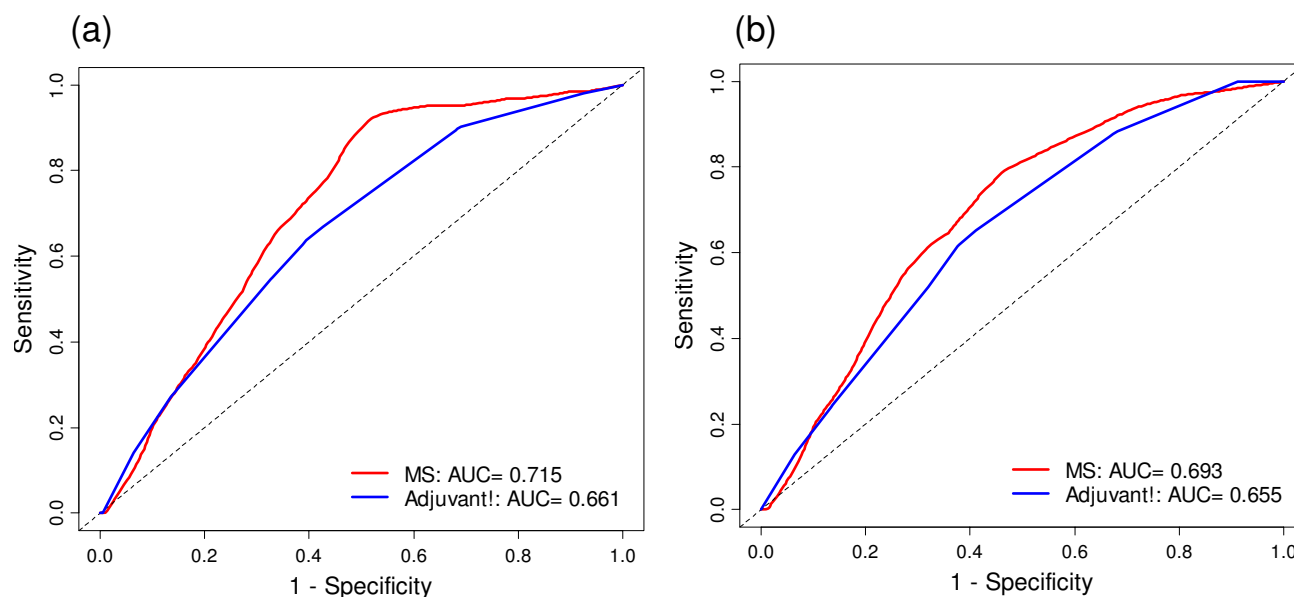 (a)
1.0
0.8
0.6
0.4
0.2
0.0
Sensitivity
MS: AUC= 0.715
Adjuvant!: AUC= 0.661
0.0 0.2 0.4 0.6 0.8 1.0
1 - Specificity
(b)
1.0
0.8
0.6
0.4
0.2
0.0
Sensitivity
MS: AUC= 0.693
Adjuvant!: AUC= 0.655
0.0 0.2 0.4 0.6 0.8 1.0
1 - Specificity